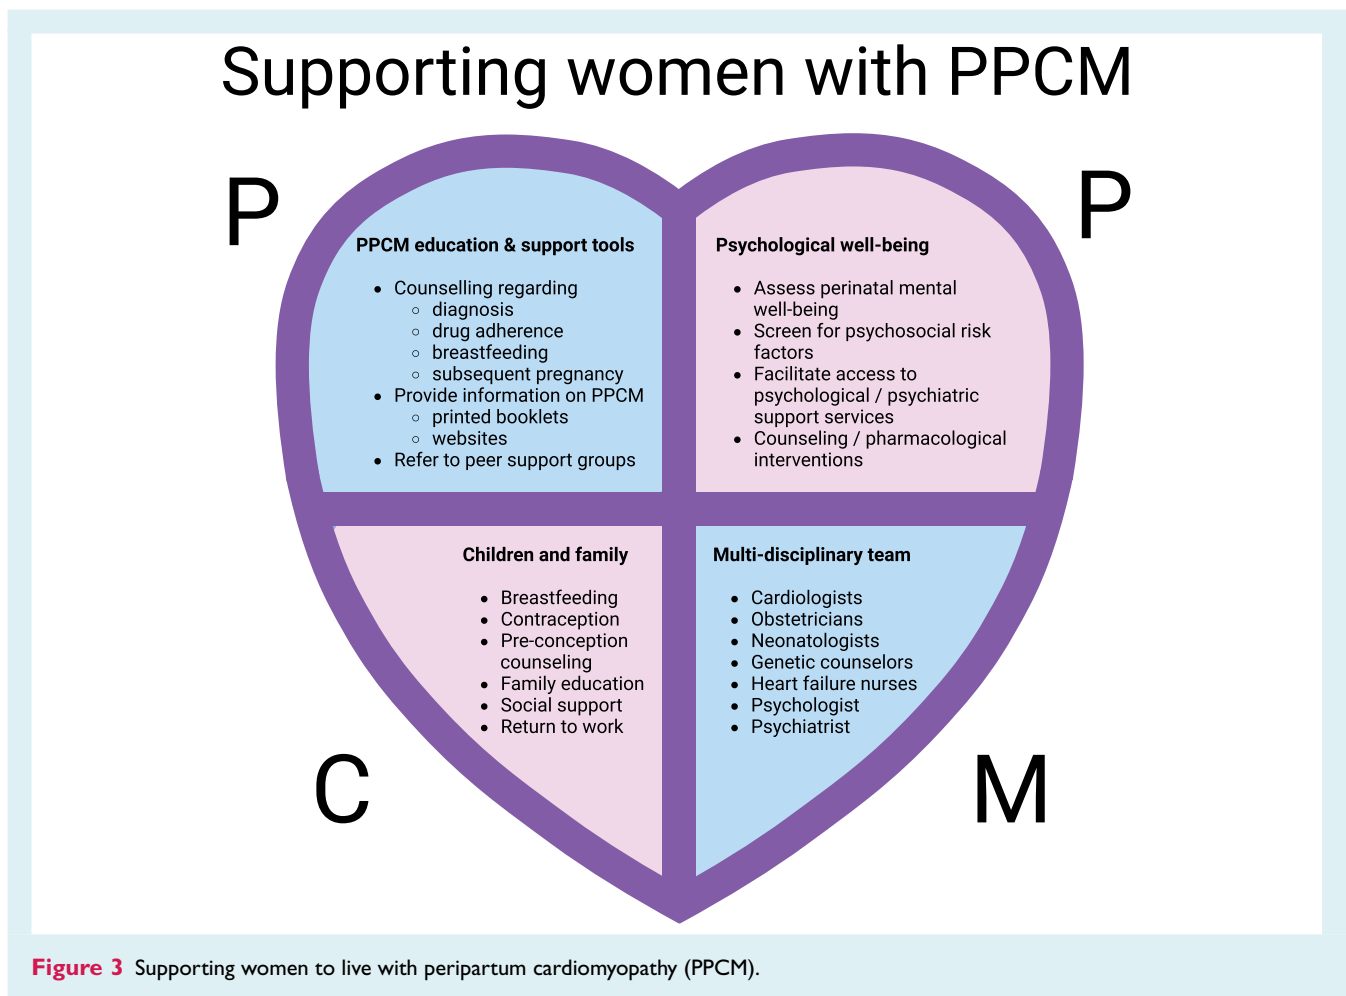 Supporting women with PPCM
P
PPCM education & support tools
• Counselling regarding
○ diagnosis
○ drug adherence
○ breastfeeding
○ subsequent pregnancy
• Provide information on PPCM
○ printed booklets
○ websites
• Refer to peer support groups
P
Psychological well-being
• Assess perinatal mental
well-being
• Screen for psychosocial risk
factors
• Facilitate access to
psychological / psychiatric
support services
• Counseling / pharmacological
interventions
C
Children and family
• Breastfeeding
• Contraception
• Pre-conception
counseling
• Family education
• Social support
• Return to work
M
Multi-disciplinary team
• Cardiologists
• Obstetricians
• Neonatologists
• Genetic counselors
• Heart failure nurses
• Psychologist
• Psychiatrist
Figure 3 Supporting women to live with peripartum cardiomyopathy (PPCM).